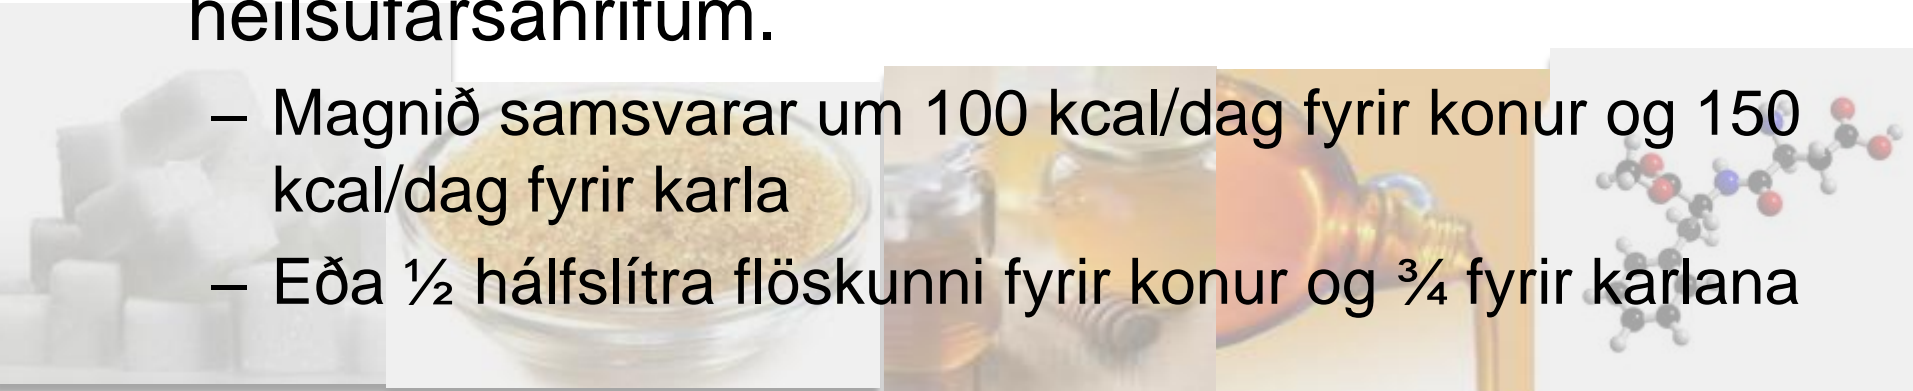 heilsufarsáhrifum.
– Magnið samsvarar um 100 kcal/dag fyrir konur og 150
kcal/dag fyrir karla
– Eða ½ hálfslítra flöskunni fyrir konur og ¾ fyrir karlana